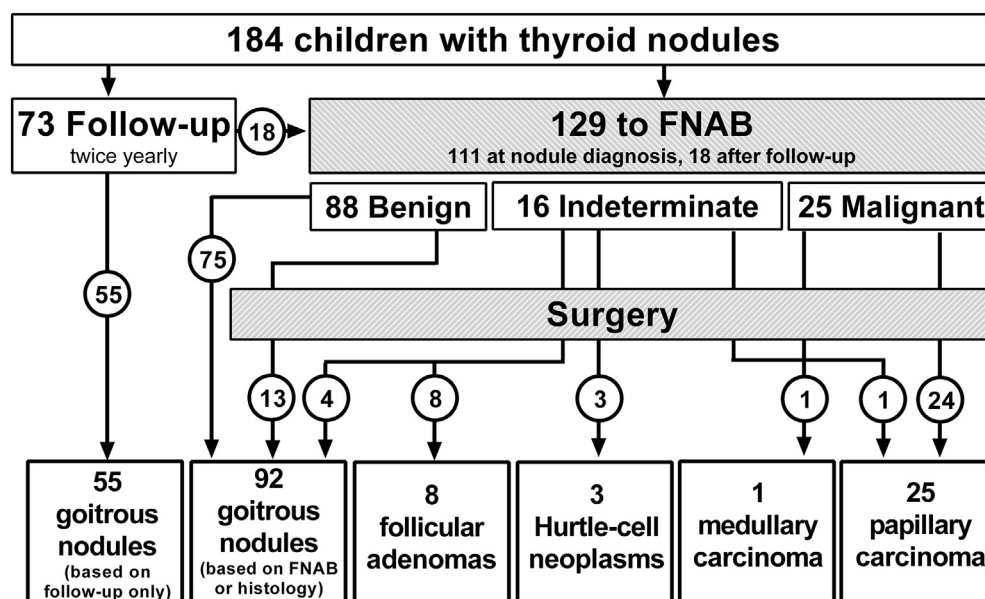 184 children with thyroid nodules
73 Follow-up
twice yearly
18
129 to FNAB
111 at nodule diagnosis, 18 after follow-up
88 Benign
16 Indeterminate
25 Malignant
75
55
Surgery
13
4
8
3
1
1
24
55
goitrous
nodules
(based on
follow-up only)
92
goitrous
nodules
(based on FNAB
or histology)
8
follicular
adenomas
3
Hurtle-cell
neoplasms
1
medullary
carcinoma
25
papillary
carcinoma